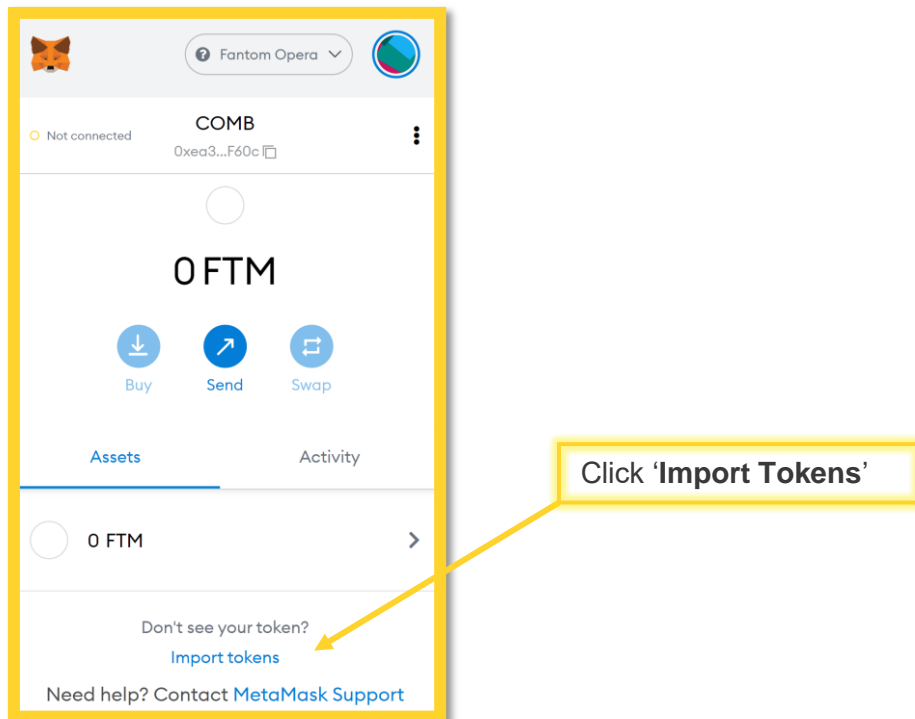 Fantom Opera
Not connected
COMB
0xea3...F60c
0 FTM
Buy
Send
Swap
Assets
Activity
Click ‘Import Tokens’
0 FTM
Don't see your token?
Import tokens
Need help? Contact MetaMask Support